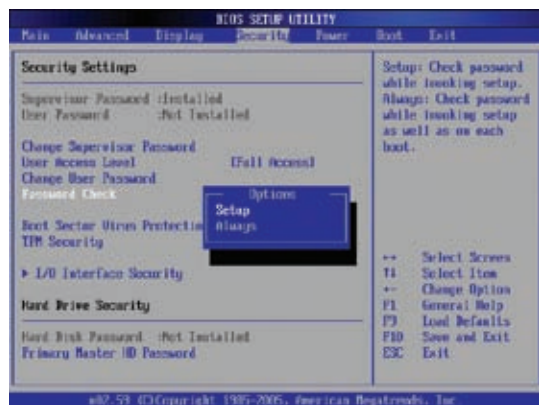 BIOS SETUP UTILITY
Main Advanced Display Security Power Boot Exit
Security Settings
Supervisor Password :Installed
User Password :Not Installed
Change Supervisor Password
User Access Level [Full Access]
Change User Password
Password Check
Boot Sector Virus Protectio
TPM Security
▶ I/O Interface Security
Hard Drive Security
Hard Disk Password :Not Installed
Primary Master HD Password
Options
Setup
Always
Setup: Check password
while invoking setup.
Always: Check password
while invoking setup
as well as on each
boot.
↔ Select Screen
↑↓ Select Item
+- Change Option
F1 General Help
F9 Load Defaults
F10 Save and Exit
ESC Exit
v02.59 (C)Copyright 1985-2005, American Megatrends, Inc.